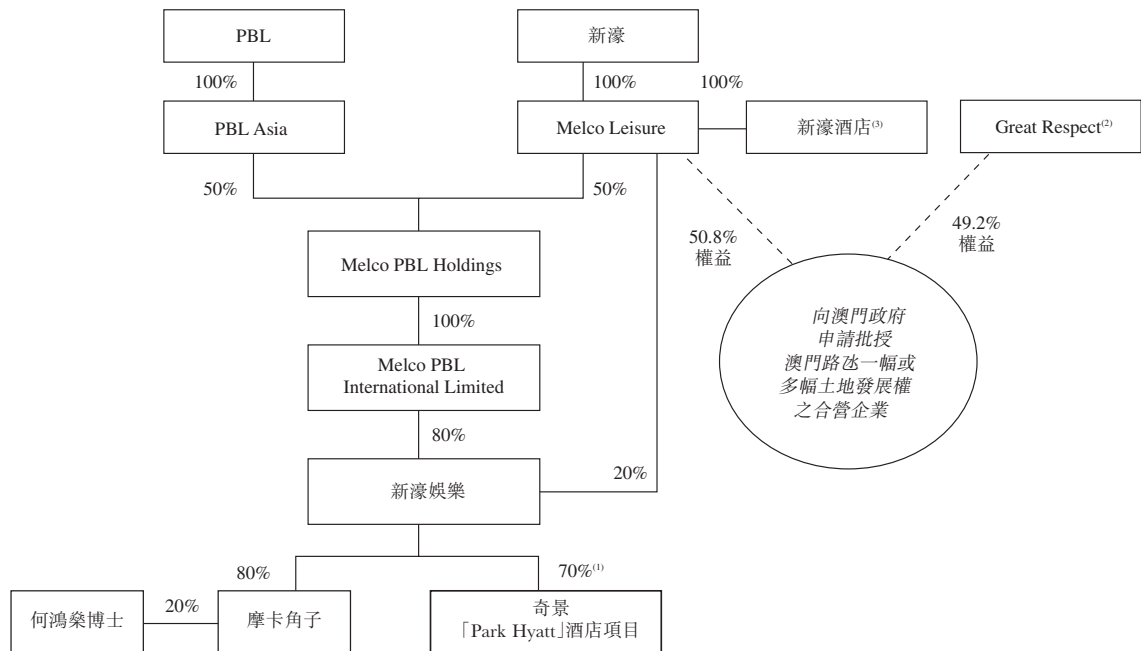 PBL
新濠
100%
100%
100%
PBL Asia
Melco Leisure
新濠酒店(3)
Great Respect(2)
50%
50%
50.8%
權益
49.2%
權益
Melco PBL Holdings
100%
向澳門政府
申請批授
澳門路氹一幅或
多幅土地發展權
之合營企業
Melco PBL
International Limited
80%
新濠娛樂
20%
80%
70%(1)
何鴻燊博士
20%
摩卡角子
奇景
「Park Hyatt」酒店項目